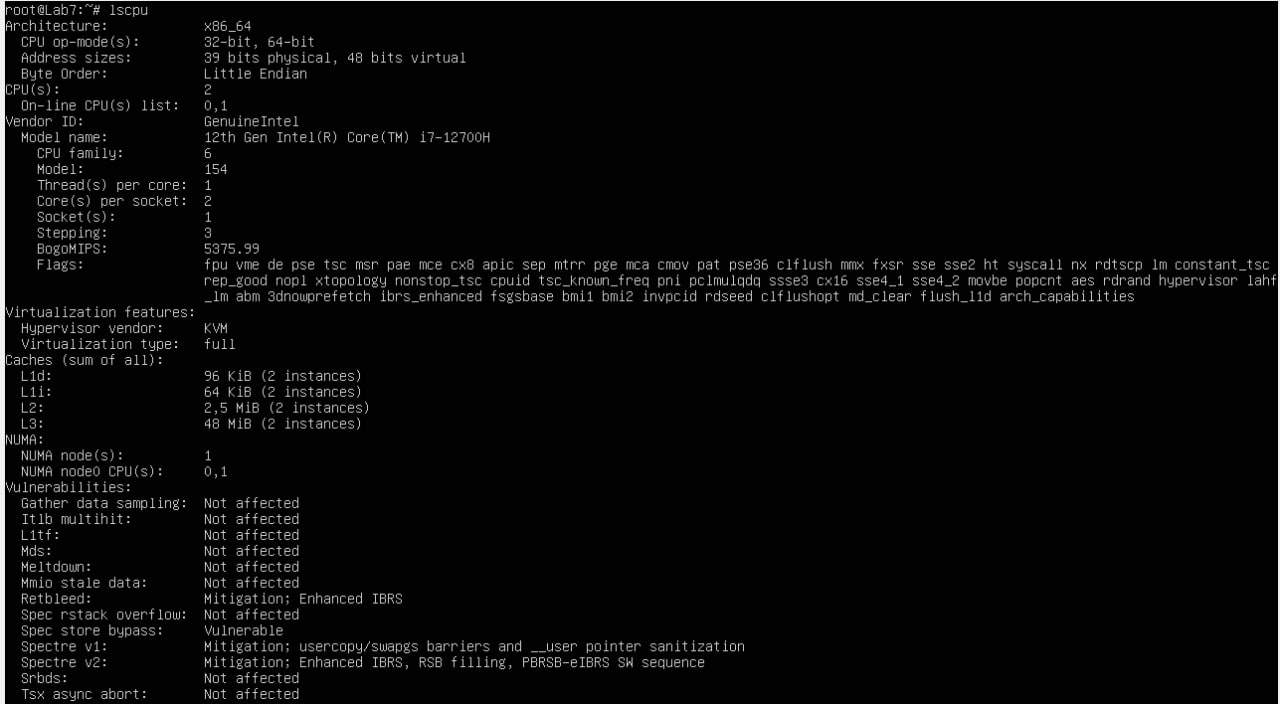 root@Lab7:~# lscpu
Architecture:            x86_64
  CPU op-mode(s):        32-bit, 64-bit
  Address sizes:         39 bits physical, 48 bits virtual
  Byte Order:            Little Endian
CPU(s):                  2
  On-line CPU(s) list:   0,1
Vendor ID:               GenuineIntel
  Model name:            12th Gen Intel(R) Core(TM) i7-12700H
    CPU family:          6
    Model:               154
    Thread(s) per core:  1
    Core(s) per socket:  2
    Socket(s):           1
    Stepping:            3
    BogoMIPS:            5375.99
    Flags:               fpu vme de pse tsc msr pae mce cx8 apic sep mtrr pge mca cmov pat pse36 clflush mmx fxsr sse sse2 ht syscall nx rdtscp lm constant_tsc
                         rep_good nopl xtopology nonstop_tsc cpuid tsc_known_freq pni pclmulqdq ssse3 cx16 sse4_1 sse4_2 movbe popcnt aes rdrand hypervisor lahf
                         _lm abm 3dnowprefetch ibrs_enhanced fsgsbase bmi1 bmi2 invpcid rdseed clflushopt md_clear flush_l1d arch_capabilities
Virtualization features:
  Hypervisor vendor:     KVM
  Virtualization type:   full
Caches (sum of all):
  L1d:                   96 KiB (2 instances)
  L1i:                   64 KiB (2 instances)
  L2:                    2,5 MiB (2 instances)
  L3:                    48 MiB (2 instances)
NUMA:
  NUMA node(s):          1
  NUMA node0 CPU(s):     0,1
Vulnerabilities:
  Gather data sampling:  Not affected
  Itlb multihit:         Not affected
  L1tf:                  Not affected
  Mds:                   Not affected
  Meltdown:              Not affected
  Mmio stale data:       Not affected
  Retbleed:              Mitigation; Enhanced IBRS
  Spec rstack overflow:  Not affected
  Spec store bypass:     Vulnerable
  Spectre v1:            Mitigation; usercopy/swapgs barriers and __user pointer sanitization
  Spectre v2:            Mitigation; Enhanced IBRS, RSB filling, PBRSB-eIBRS SW sequence
  Srbds:                 Not affected
  Tsx async abort:       Not affected